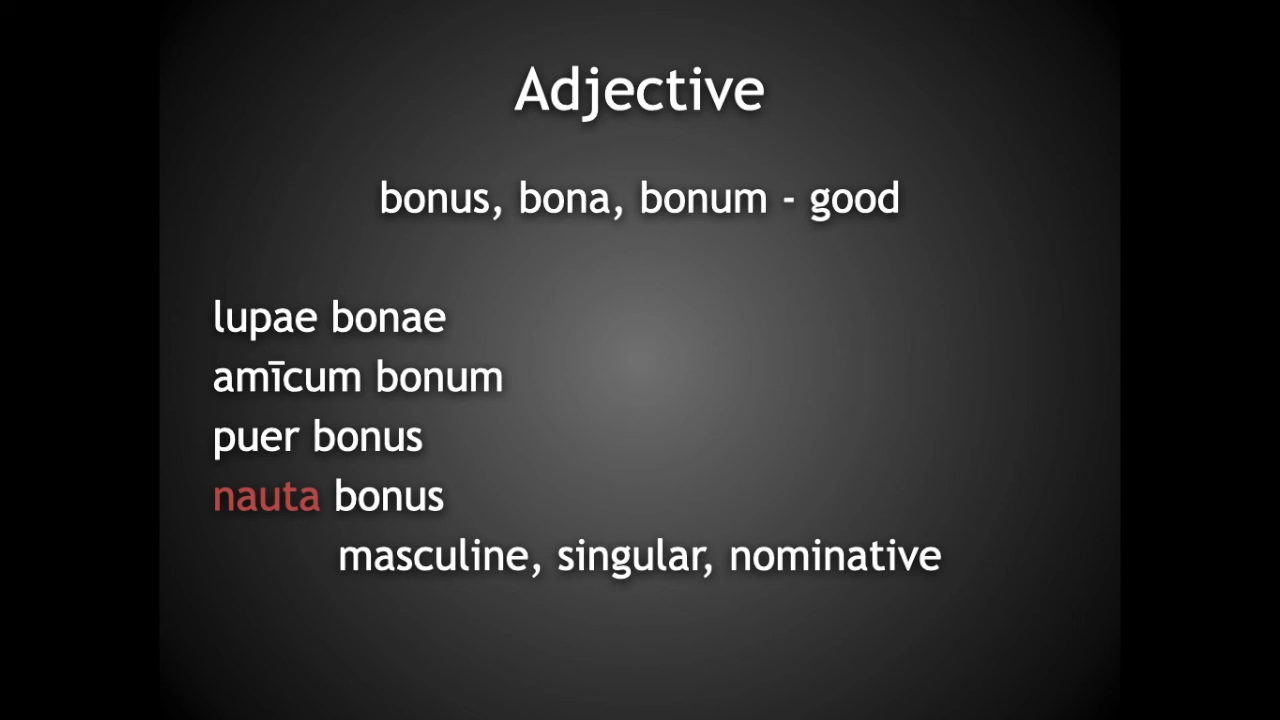 Adjective
bonus, bona, bonum - good
lupae bonae
amīcum bonum
puer bonus
nauta bonus
masculine, singular, nominative